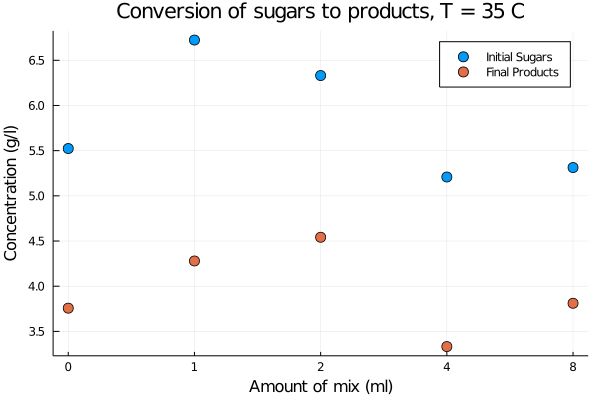 Conversion of sugars to products, T = 35 C
Initial Sugars
Final Products
6.5
6.0
5.5
5.0
4.5
4.0
3.5
Concentration (g/l)
0 1 2 4 8
Amount of mix (ml)